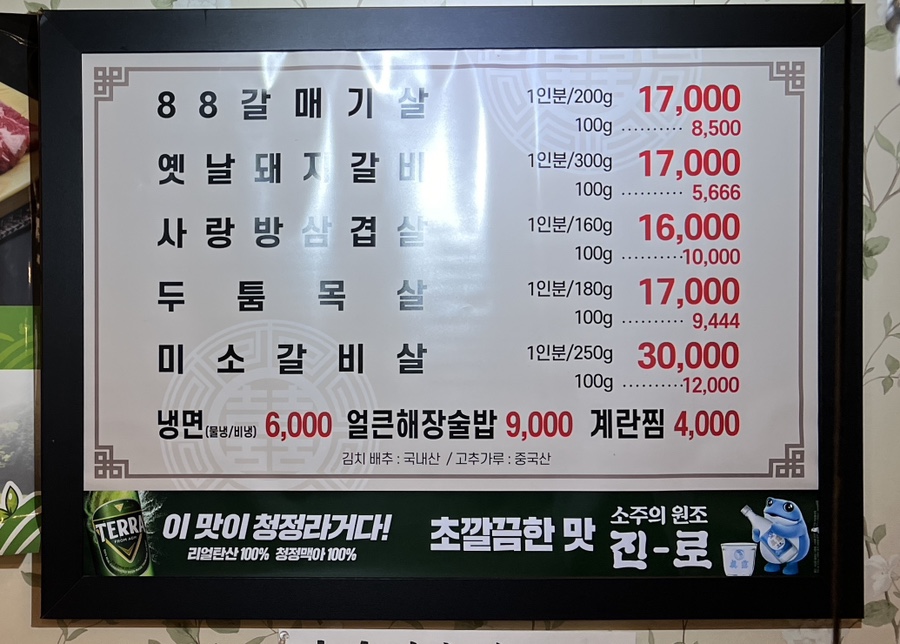 88갈매기살 1인분/200g 17,000
100g .......... 8,500
옛날돼지갈비 1인분/300g 17,000
100g .......... 5,666
사랑방삼겹살 1인분/160g 16,000
100g ..........10,000
두툼목살 1인분/180g 17,000
100g .......... 9,444
미소갈비살 1인분/250g 30,000
100g ..........12,000
냉면(물냉/비냉) 6,000 얼큰해장술밥 9,000 계란찜 4,000
김치 배추 : 국내산 / 고추가루 : 중국산
TERRA
이 맛이 청정라거다!
리얼탄산 100% 청정맥아 100%
초깔끔한 맛
소주의 원조
진-로